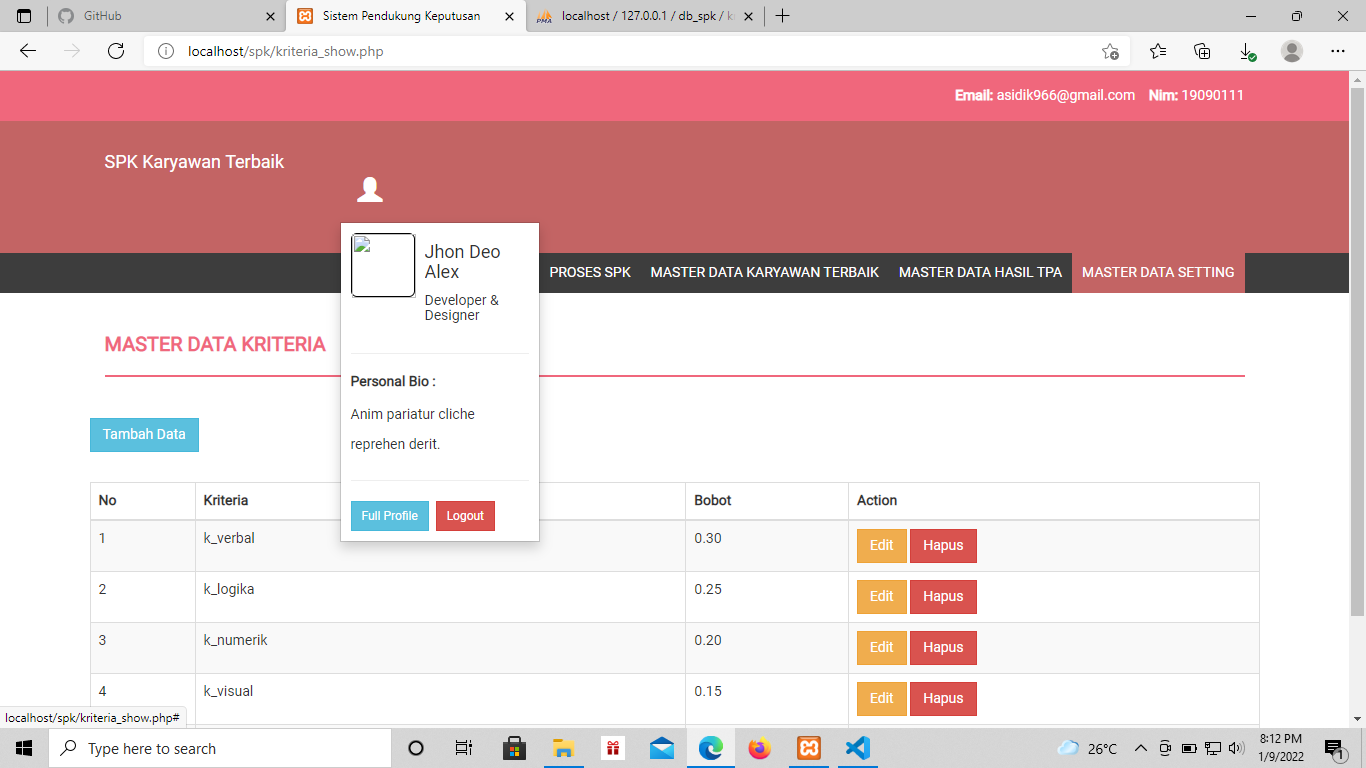 GitHub
Sistem Pendukung Keputusan
PMA
localhost / 127.0.0.1 / db_spk /
localhost/spk/kriteria_show.php
Email: asidik966@gmail.com Nim: 19090111
SPK Karyawan Terbaik
Jhon Deo
Alex
Developer &
Designer
Personal Bio :
Anim pariatur cliche
reprehen derit.
Full Profile Logout
PROSES SPK MASTER DATA KARYAWAN TERBAIK MASTER DATA HASIL TPA MASTER DATA SETTING
MASTER DATA KRITERIA
Tambah Data
No Kriteria Bobot Action
1 k_verbal 0.30 Edit Hapus
2 k_logika 0.25 Edit Hapus
3 k_numerik 0.20 Edit Hapus
4 k_visual 0.15 Edit Hapus
localhost/spk/kriteria_show.php#
Type here to search
26°C
8:12 PM
1/9/2022
1